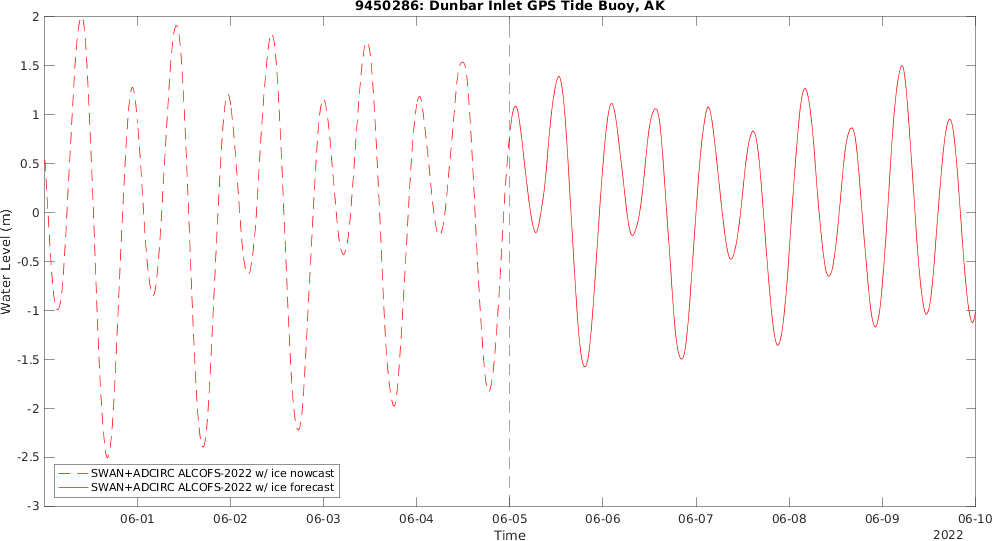 9450286: Dunbar Inlet GPS Tide Buoy, AK
2
1.5
1
0.5
0
-0.5
-1
-1.5
-2
-2.5
-3
Water Level (m)
SWAN+ADCIRC ALCOFS-2022 w/ ice nowcast
SWAN+ADCIRC ALCOFS-2022 w/ ice forecast
06-01 06-02 06-03 06-04 06-05 06-06 06-07 06-08 06-09 06-10
Time
2022